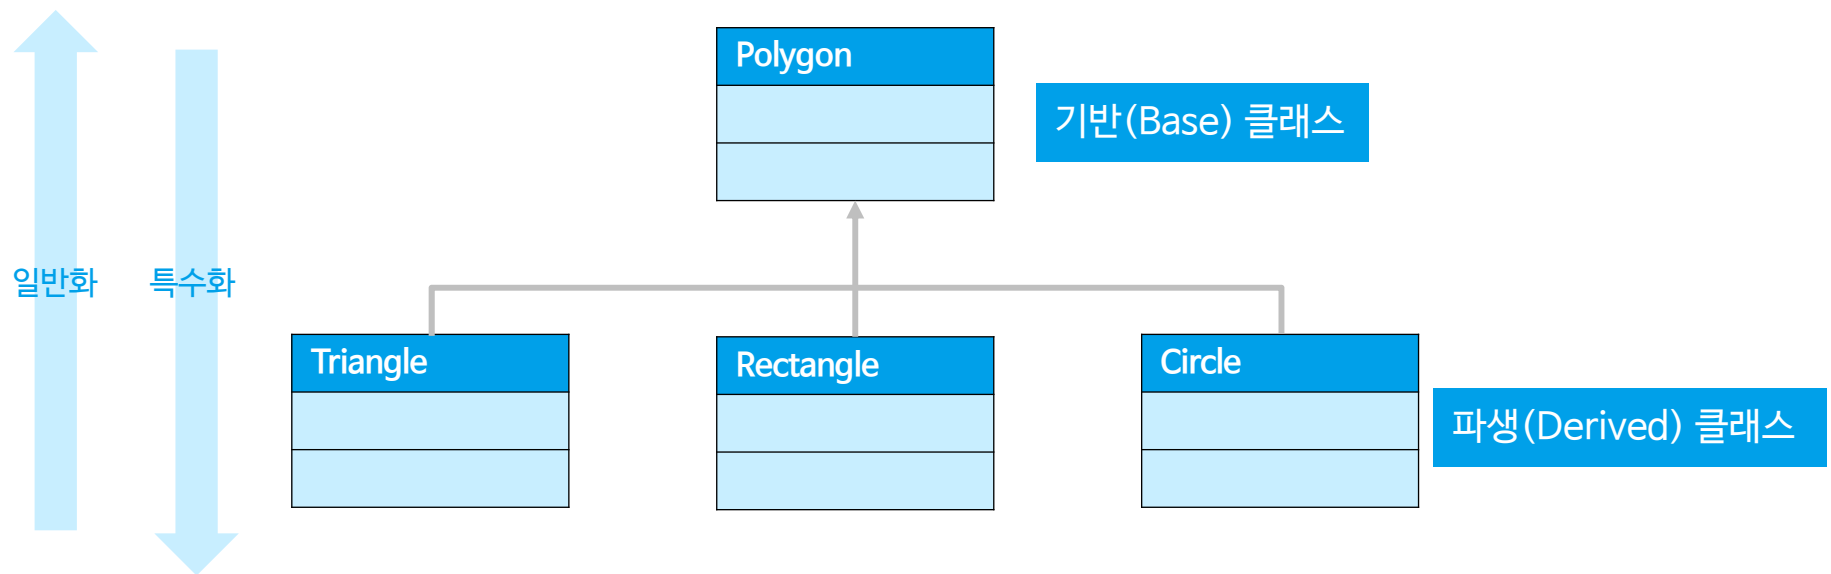 Polygon
기반(Base) 클래스
일반화
특수화
Triangle
Rectangle
Circle
파생(Derived) 클래스